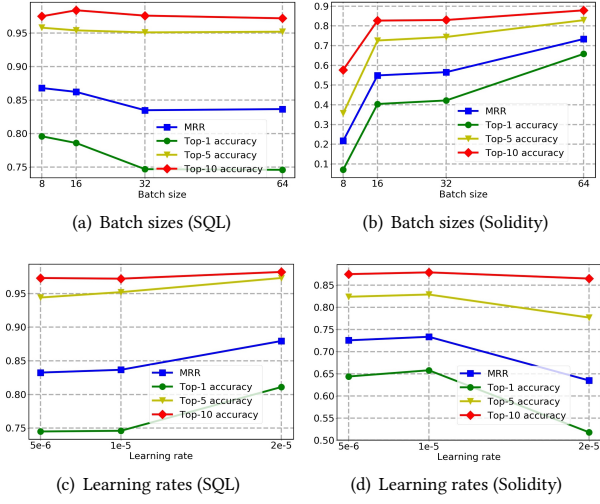 0.95
0.90
0.85
0.80
0.75
MRR
Top-1 accuracy
Top-5 accuracy
Top-10 accuracy
8 16 32 64
Batch size
(a) Batch sizes (SQL)
0.9
0.8
0.7
0.6
0.5
0.4
0.3
0.2
0.1
MRR
Top-1 accuracy
Top-5 accuracy
Top-10 accuracy
8 16 32 64
Batch size
(b) Batch sizes (Solidity)
0.95
0.90
0.85
0.80
0.75
MRR
Top-1 accuracy
Top-5 accuracy
Top-10 accuracy
5e-6 1e-5 2e-5
Learning rate
(c) Learning rates (SQL)
0.85
0.80
0.75
0.70
0.65
0.60
0.55
0.50
MRR
Top-1 accuracy
Top-5 accuracy
Top-10 accuracy
5e-6 1e-5 2e-5
Learning rate
(d) Learning rates (Solidity)